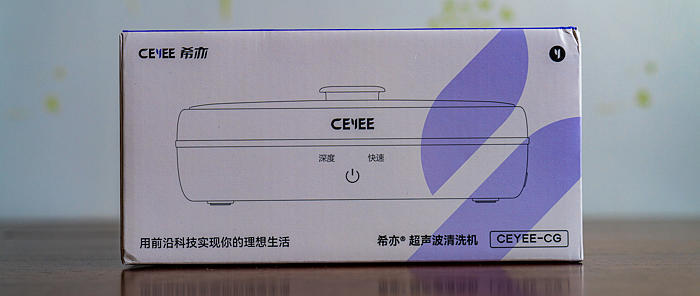 CEYEE 希亦
CEYEE
深度 快速
用前沿科技实现你的理想生活
希亦® 超声波清洗机 CEYEE-CG